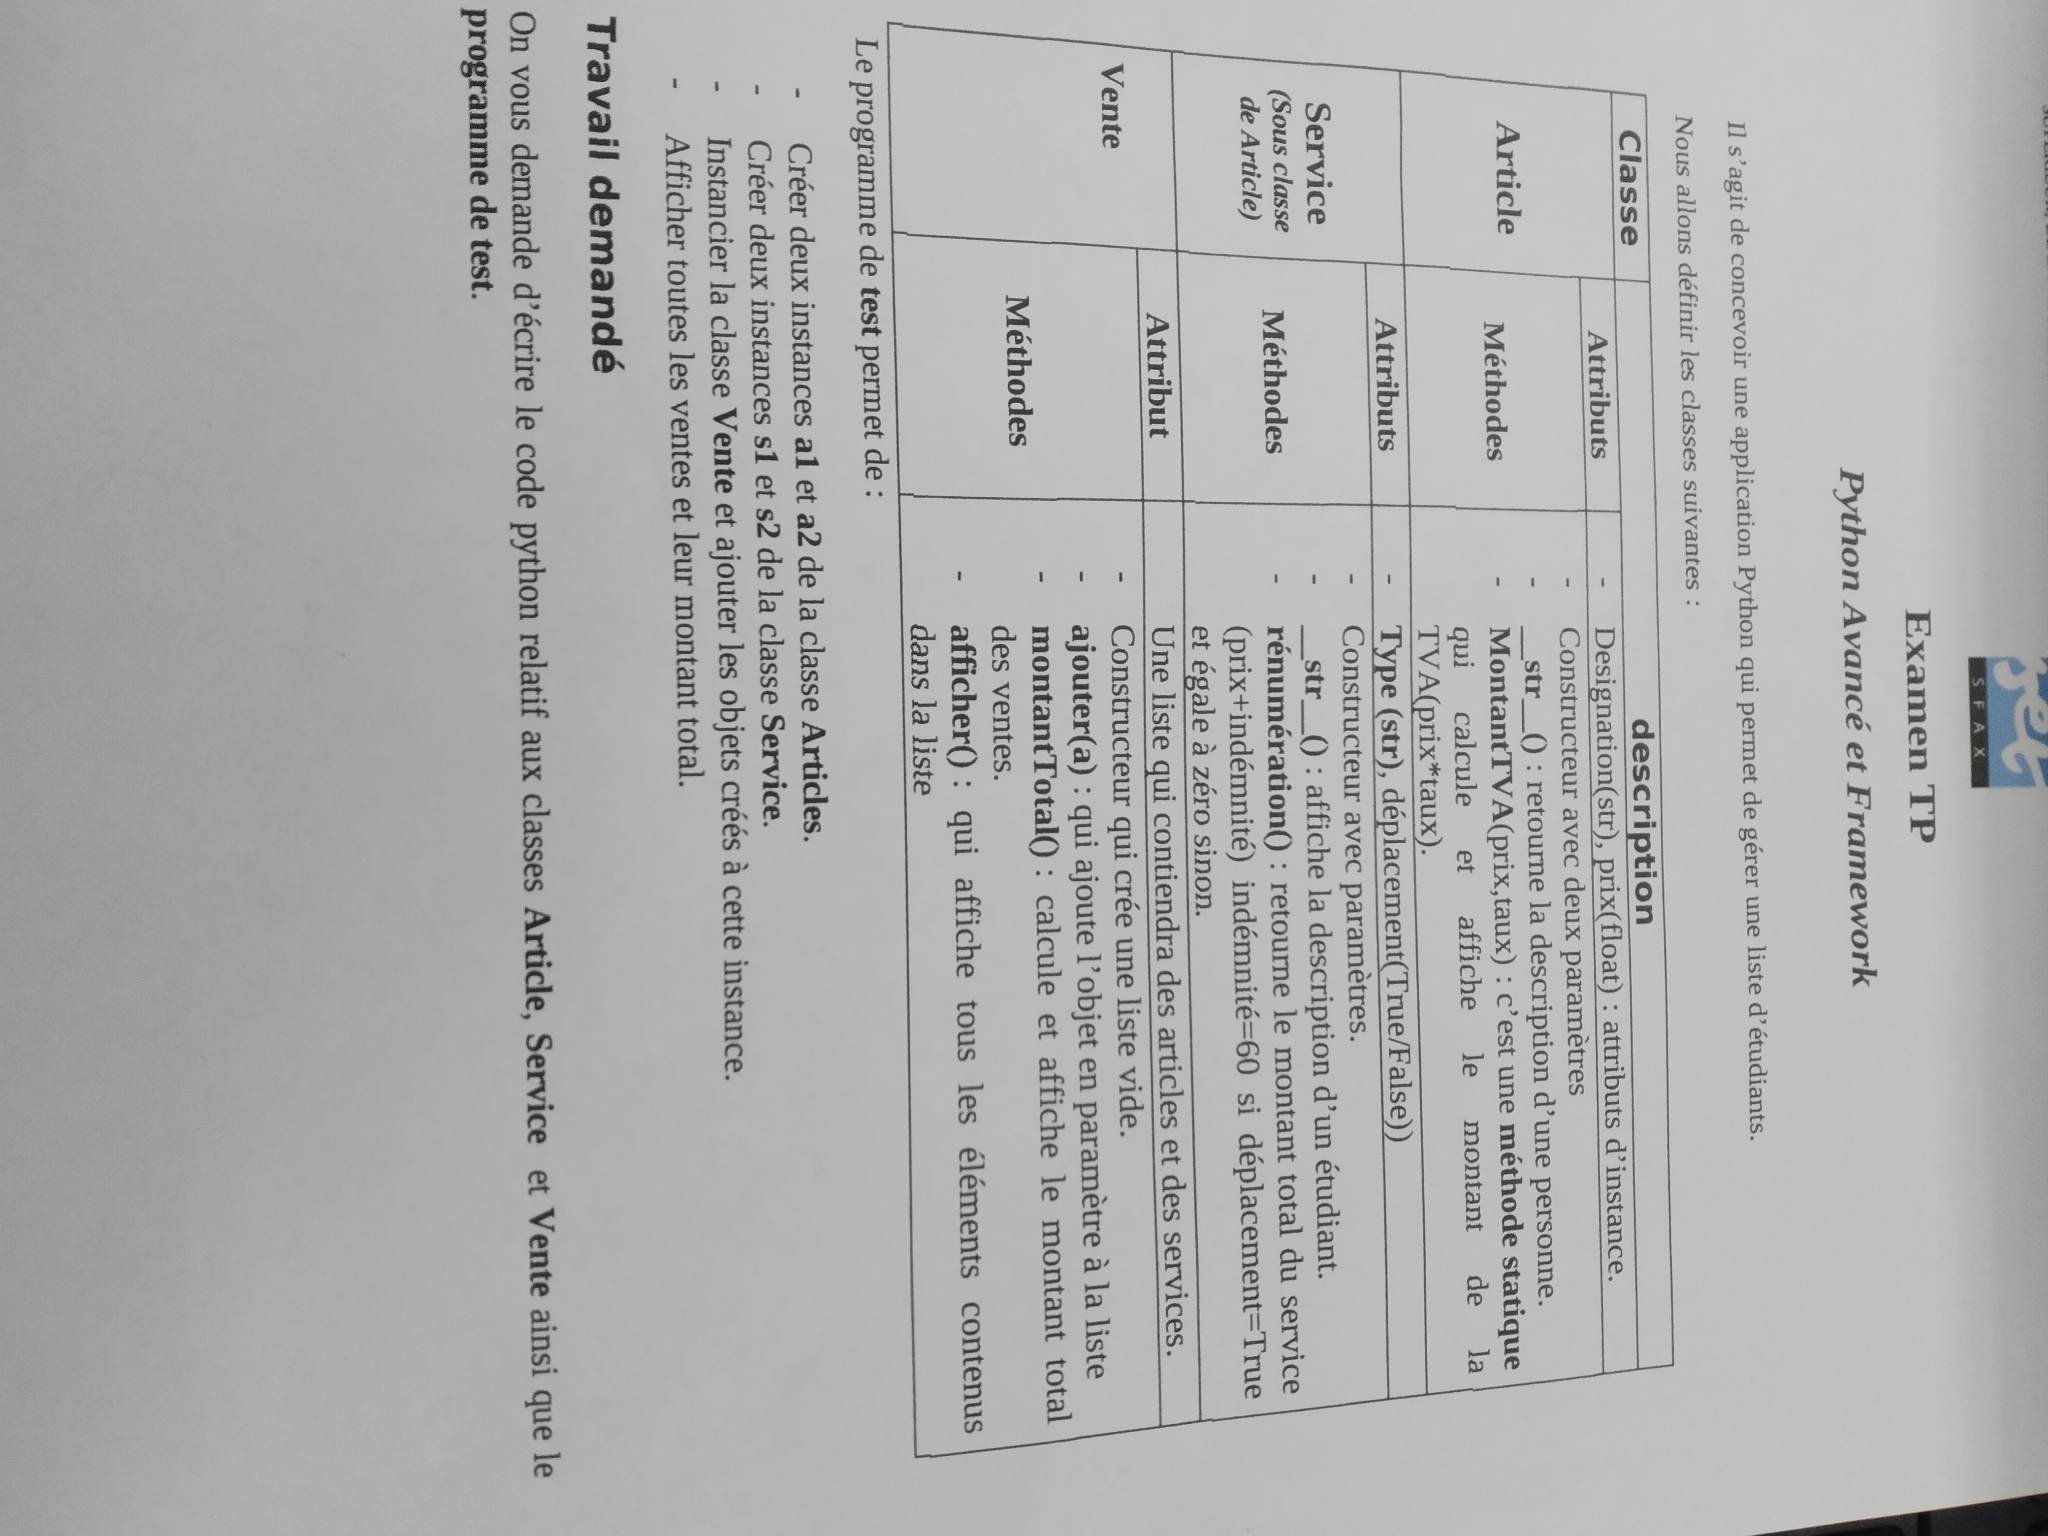 set
SFAX
Examen TP
Python Avancé et Framework
Il s'agit de concevoir une application Python qui permet de gérer une liste d'étudiants.
Nous allons définir les classes suivantes :
Classe
description
Article
Attributs
- Designation(str), prix(float) : attributs d'instance.
Méthodes
- Constructeur avec deux paramètres
- __str__() : retourne la description d'une personne.
- MontantTVA(prix,taux) : c'est une méthode statique
qui calcule et affiche le montant de la
TVA(prix*taux).
Service
(Sous classe
de Article)
Attributs
- Type (str), déplacement(True/False))
Méthodes
- Constructeur avec paramètres.
- __str__() : affiche la description d'un étudiant.
- rénumération() : retourne le montant total du service
(prix+indémnité) indémnité=60 si déplacement=True
et égale à zéro sinon.
Vente
Attribut
Une liste qui contiendra des articles et des services.
Méthodes
- Constructeur qui crée une liste vide.
- ajouter(a) : qui ajoute l'objet en paramètre à la liste
- montantTotal() : calcule et affiche le montant total
des ventes.
- afficher() : qui affiche tous les éléments contenus
dans la liste
Le programme de test permet de :
- Créer deux instances a1 et a2 de la classe Articles.
- Créer deux instances s1 et s2 de la classe Service.
- Instancier la classe Vente et ajouter les objets créés à cette instance.
- Afficher toutes les ventes et leur montant total.
Travail demandé
On vous demande d'écrire le code python relatif aux classes Article, Service et Vente ainsi que le
programme de test.